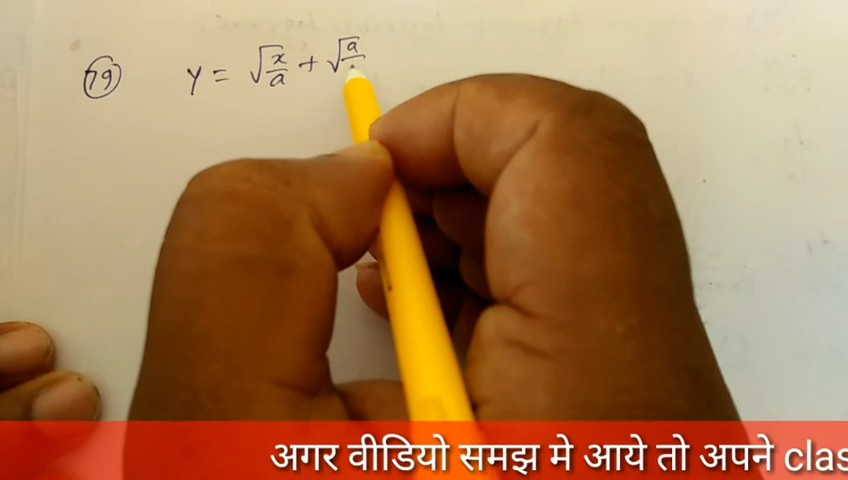 79 y = √x/a + √a/
अगर वीडियो समझ मे आये तो अपने clas